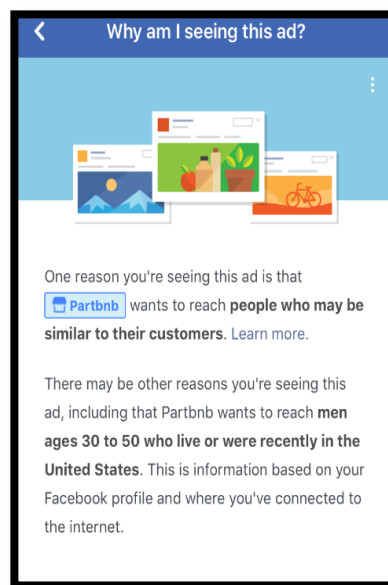 Why am I seeing this ad?
One reason you're seeing this ad is that
Partbnb wants to reach people who may be
similar to their customers. Learn more.
There may be other reasons you're seeing this
ad, including that Partbnb wants to reach men
ages 30 to 50 who live or were recently in the
United States. This is information based on your
Facebook profile and where you've connected to
the internet.